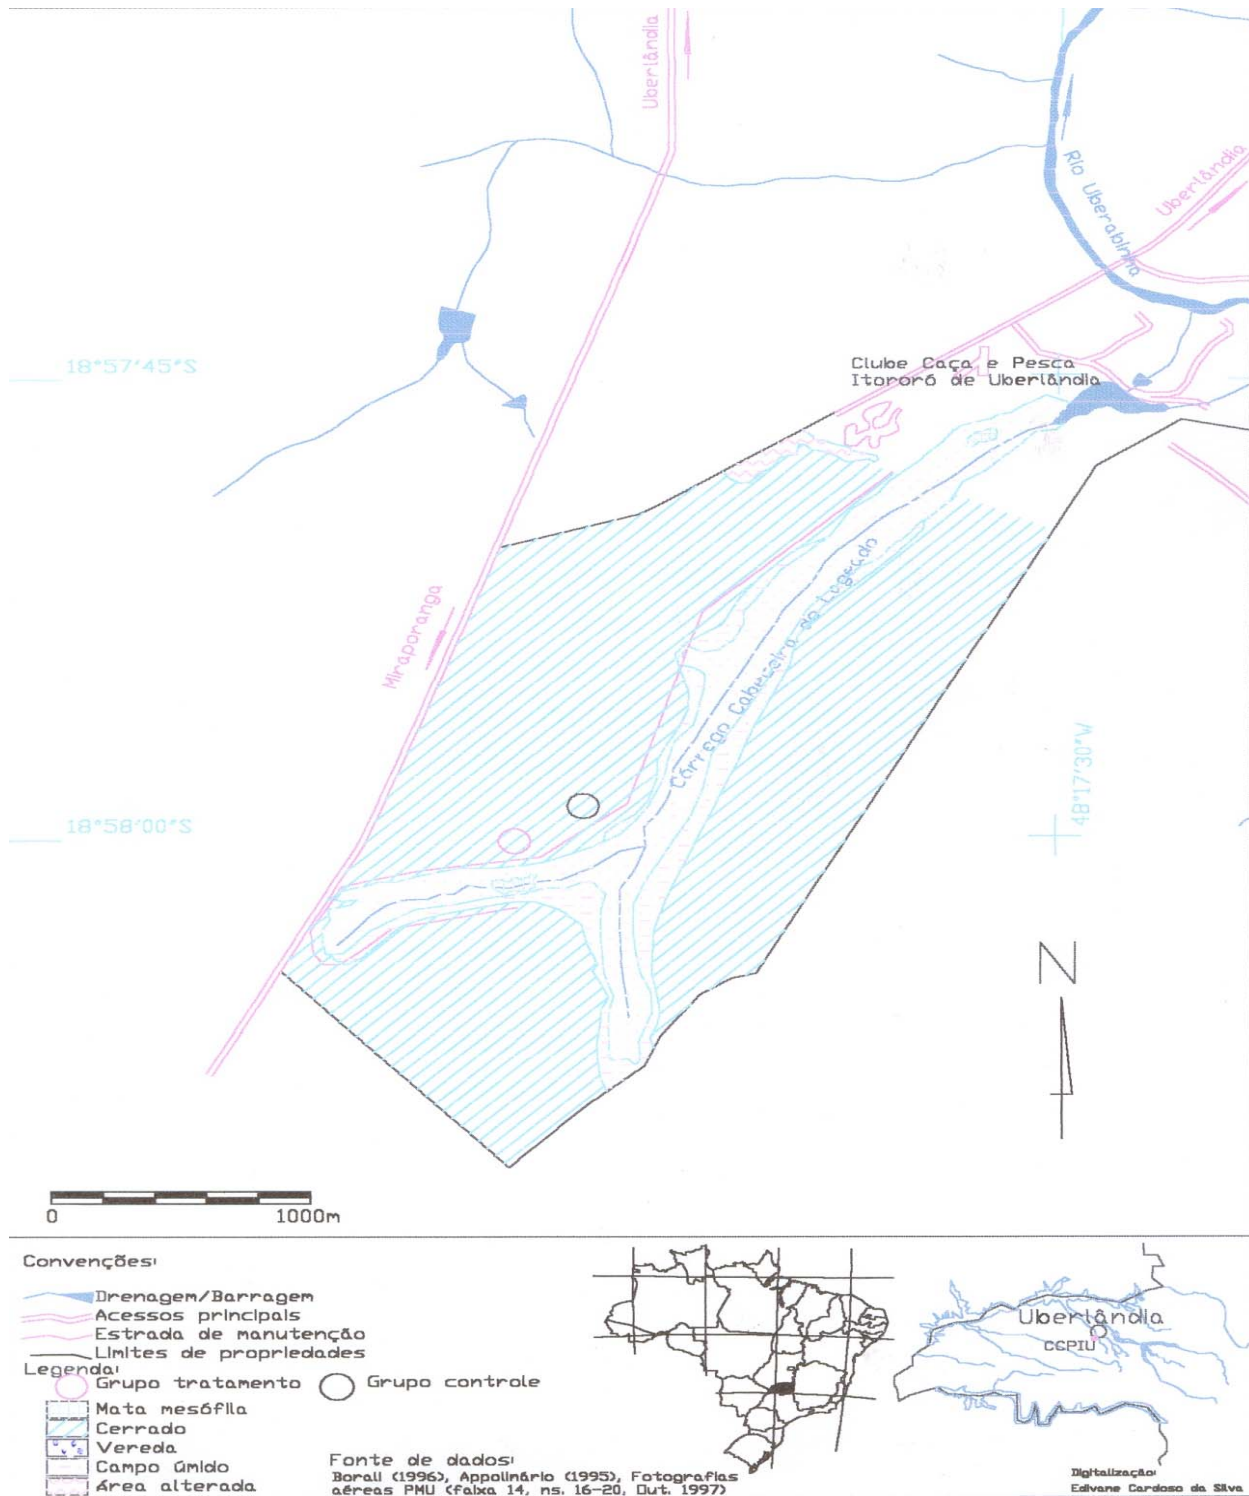 Uberlândia
Rio Uberabinha
Uberlândia
18°57'45"S
Clube Caça e Pesca
Itororó de Uberlândia
Miraporanga
Córrego Cabeceira do Lageado
48°17'30"W
18°58'00"S
N
0 1000m
Convenções:
Drenagem/Barragem
Acessos principais
Estrada de manutenção
Limites de propriedades
Legenda:
Grupo tratamento
Grupo controle
Mata mesófila
Cerrado
Vereda
Campo úmido
Área alterada
Fonte de dados:
Borali (1996), Appolinário (1995), Fotografias
aéreas PMU (faixa 14, ns. 16-20, Out. 1997)
Uberlândia
CCPIU
Digitalização:
Edivane Cardoso da Silva